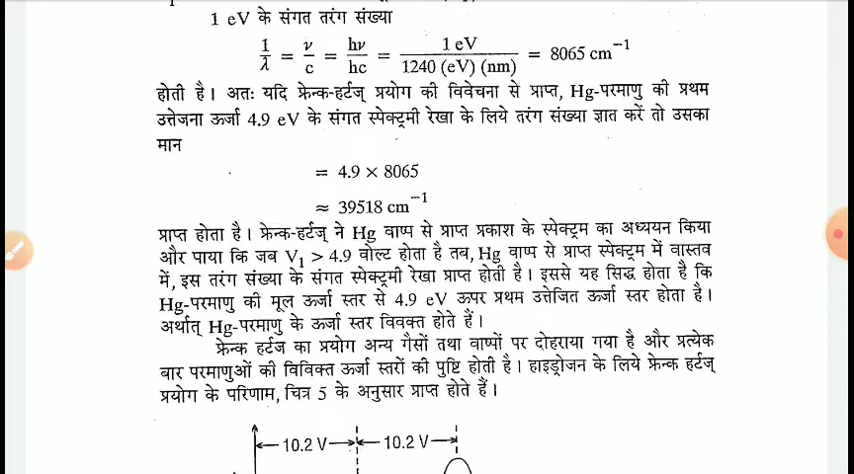 1 eV के संगत तरंग संख्या
1/λ = ν/c = hν/hc = 1 eV/1240 (eV) (nm) = 8065 cm⁻¹
होती है। अतः यदि फ्रेन्क-हर्टज् प्रयोग की विवेचना से प्राप्त, Hg-परमाणु की प्रथम
उत्तेजना ऊर्जा 4.9 eV के संगत स्पेक्ट्रमी रेखा के लिये तरंग संख्या ज्ञात करें तो उसका
मान
= 4.9 × 8065
≈ 39518 cm⁻¹
प्राप्त होता है। फ्रेन्क-हर्टज् ने Hg वाष्प से प्राप्त प्रकाश के स्पेक्ट्रम का अध्ययन किया
और पाया कि जब V₁ > 4.9 वोल्ट होता है तब, Hg वाष्प से प्राप्त स्पेक्ट्रम में वास्तव
में, इस तरंग संख्या के संगत स्पेक्ट्रमी रेखा प्राप्त होती है। इससे यह सिद्ध होता है कि
Hg-परमाणु की मूल ऊर्जा स्तर से 4.9 eV ऊपर प्रथम उत्तेजित ऊर्जा स्तर होता है।
अर्थात् Hg-परमाणु के ऊर्जा स्तर विवक्त होते हैं।
फ्रेन्क हर्टज का प्रयोग अन्य गैसों तथा वाष्पों पर दोहराया गया है और प्रत्येक
बार परमाणुओं की विविक्त ऊर्जा स्तरों की पुष्टि होती है। हाइड्रोजन के लिये फ्रेन्क हर्टज्
प्रयोग के परिणाम, चित्र 5 के अनुसार प्राप्त होते हैं।
10.2 V 10.2 V